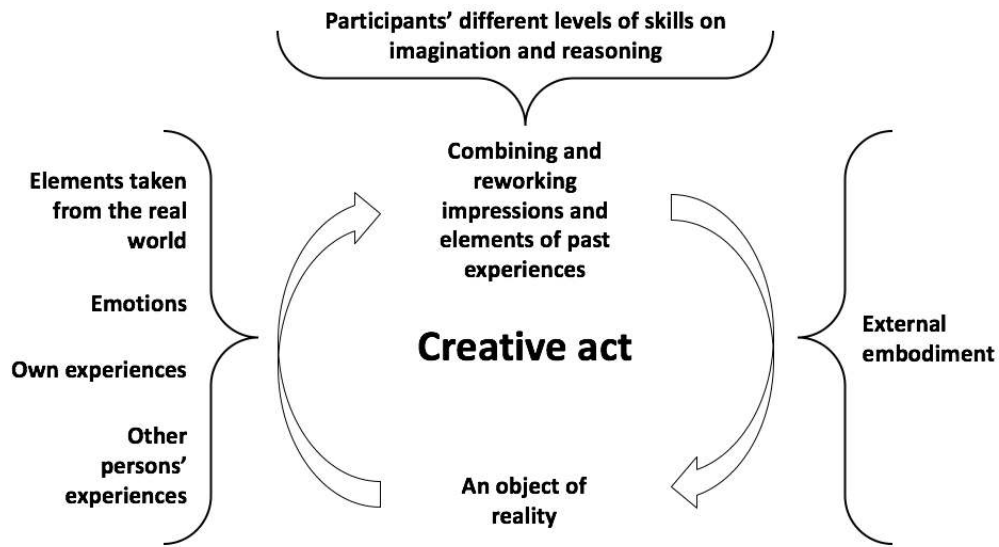 Participants’ different levels of skills on
imagination and reasoning
Combining and
reworking
impressions and
elements of past
experiences
Elements taken
from the real
world
Emotions
Own experiences
Other
persons’
experiences
Creative act
External
embodiment
An object of
reality